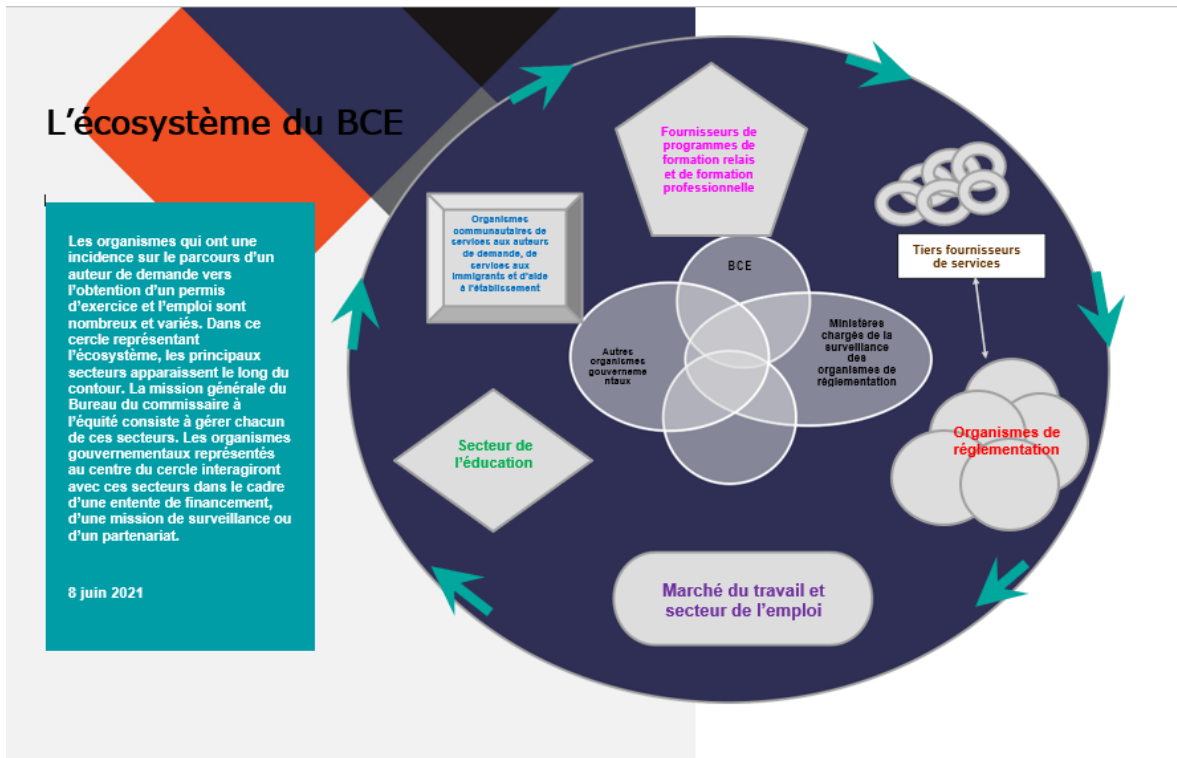 L'écosystème du BCE
Les organismes qui ont une
incidence sur le parcours d'un
auteur de demande vers
l'obtention d'un permis
d'exercice et l'emploi sont
nombreux et variés. Dans ce
cercle représentant
l'écosystème, les principaux
secteurs apparaissent le long du
contour. La mission générale du
Bureau du commissaire à
l'équité consiste à gérer chacun
de ces secteurs. Les organismes
gouvernementaux représentés
au centre du cercle interagiront
avec ces secteurs dans le cadre
d'une entente de financement,
d'une mission de surveillance ou
d'un partenariat.
8 juin 2021
Fournisseurs de
programmes de
formation relais
et de formation
professionnelle
Organismes
communautaires de
services aux auteurs
de demande, de
services aux
immigrants et d'aide
à l'établissement
Tiers fournisseurs
de services
BCE
Ministères
chargés de la
surveillance
des
organismes de
réglementation
Autres
organismes
gouverneme
ntaux
Secteur de
l'éducation
Organismes de
réglementation
Marché du travail et
secteur de l'emploi